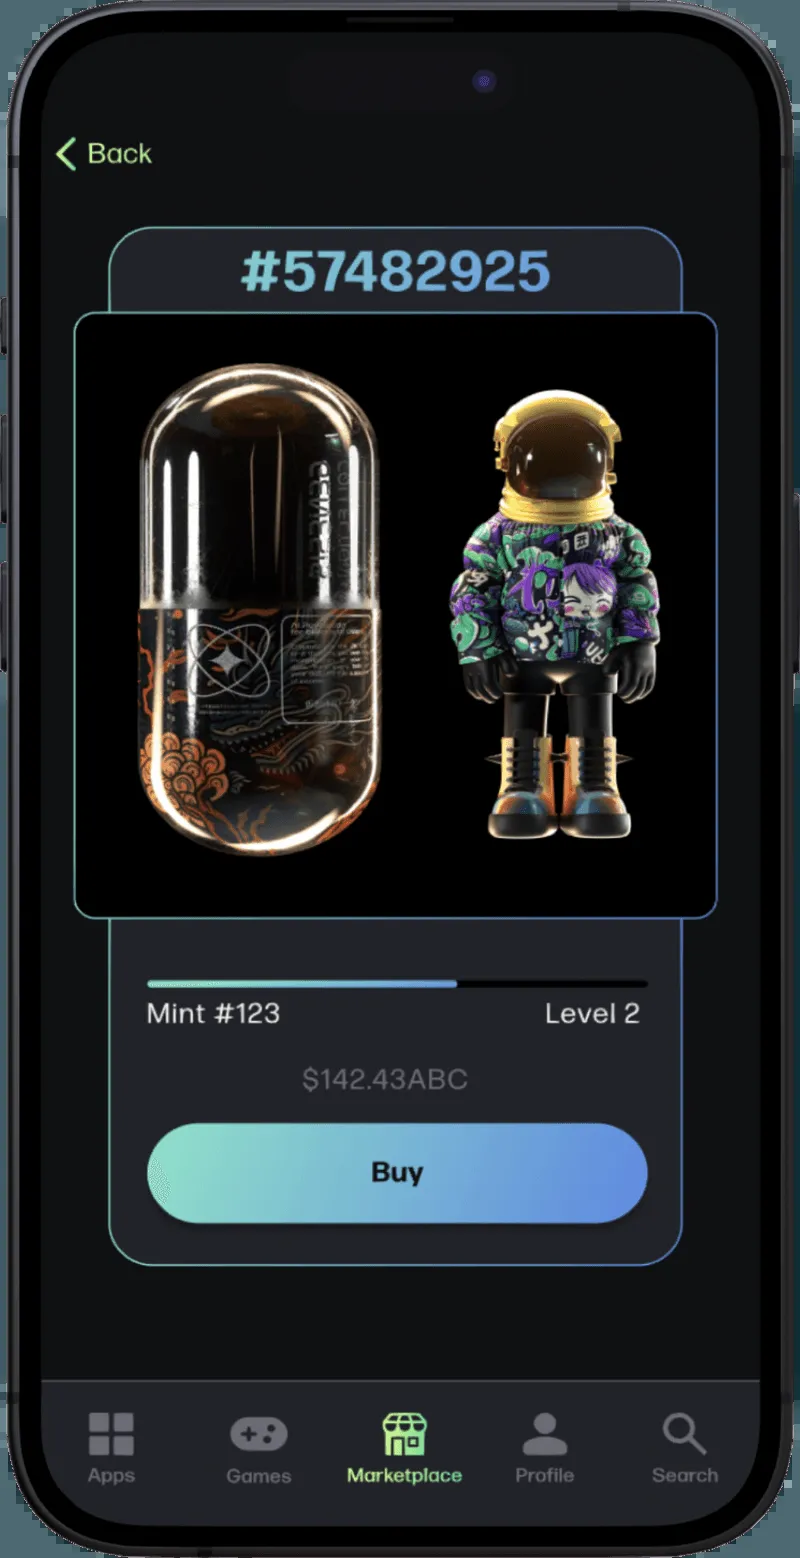 Back
#57482925
Mint #123
Level 2
$142.43ABC
Buy
Apps
Games
Marketplace
Profile
Search